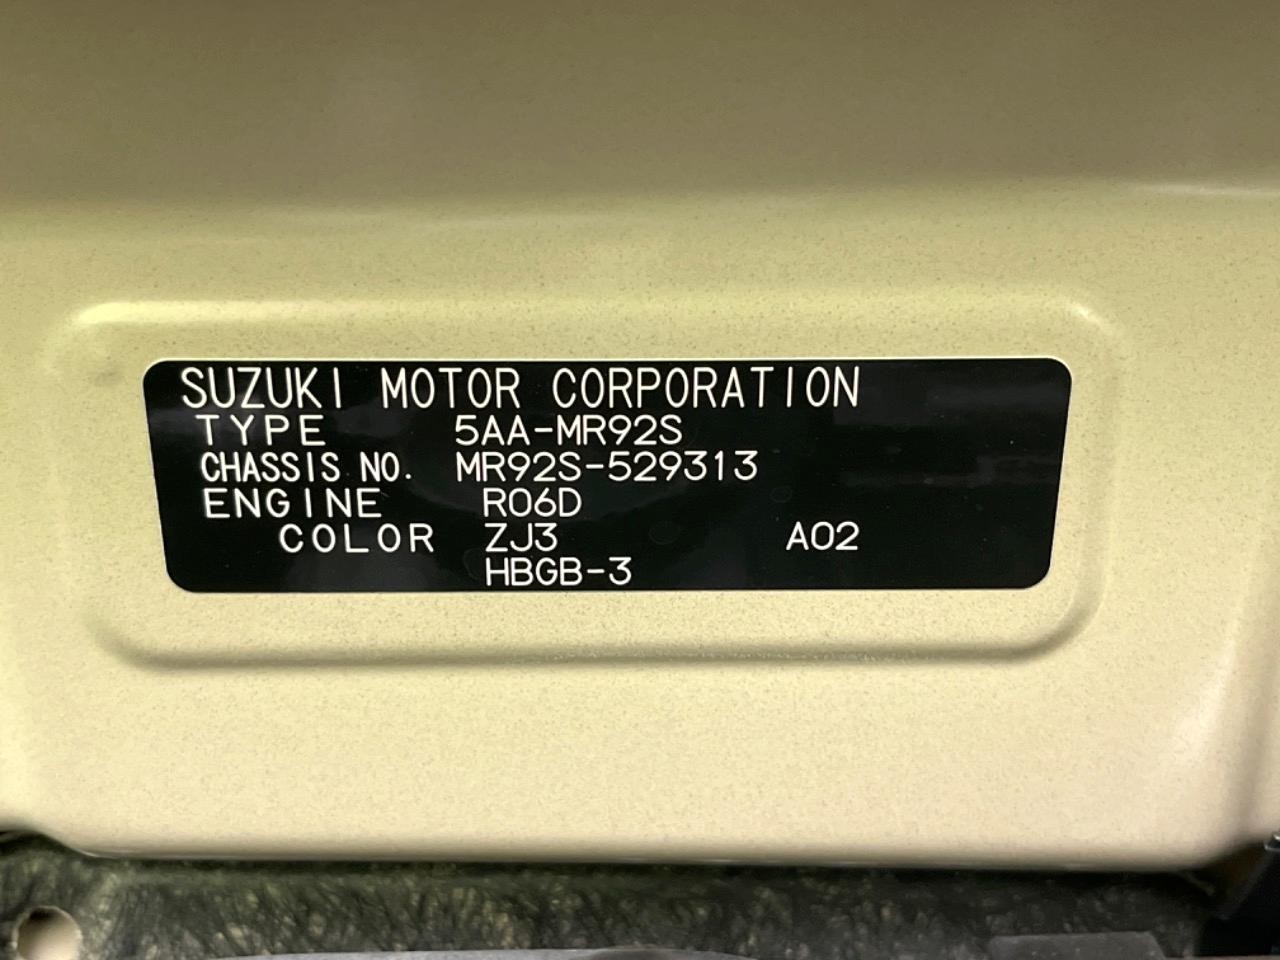 SUZUKI MOTOR CORPORATION
TYPE 5AA-MR92S
CHASSIS NO. MR92S-529313
ENGINE R06D
COLOR ZJ3 A02
HBGB-3